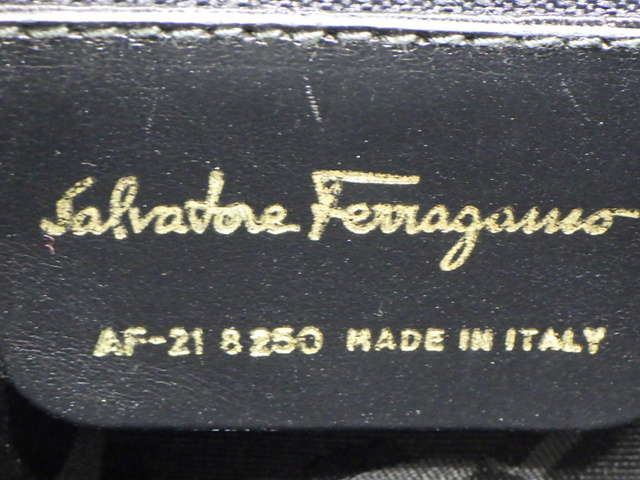 Salvatore Ferragamo
AF-21 8250 MADE IN ITALY